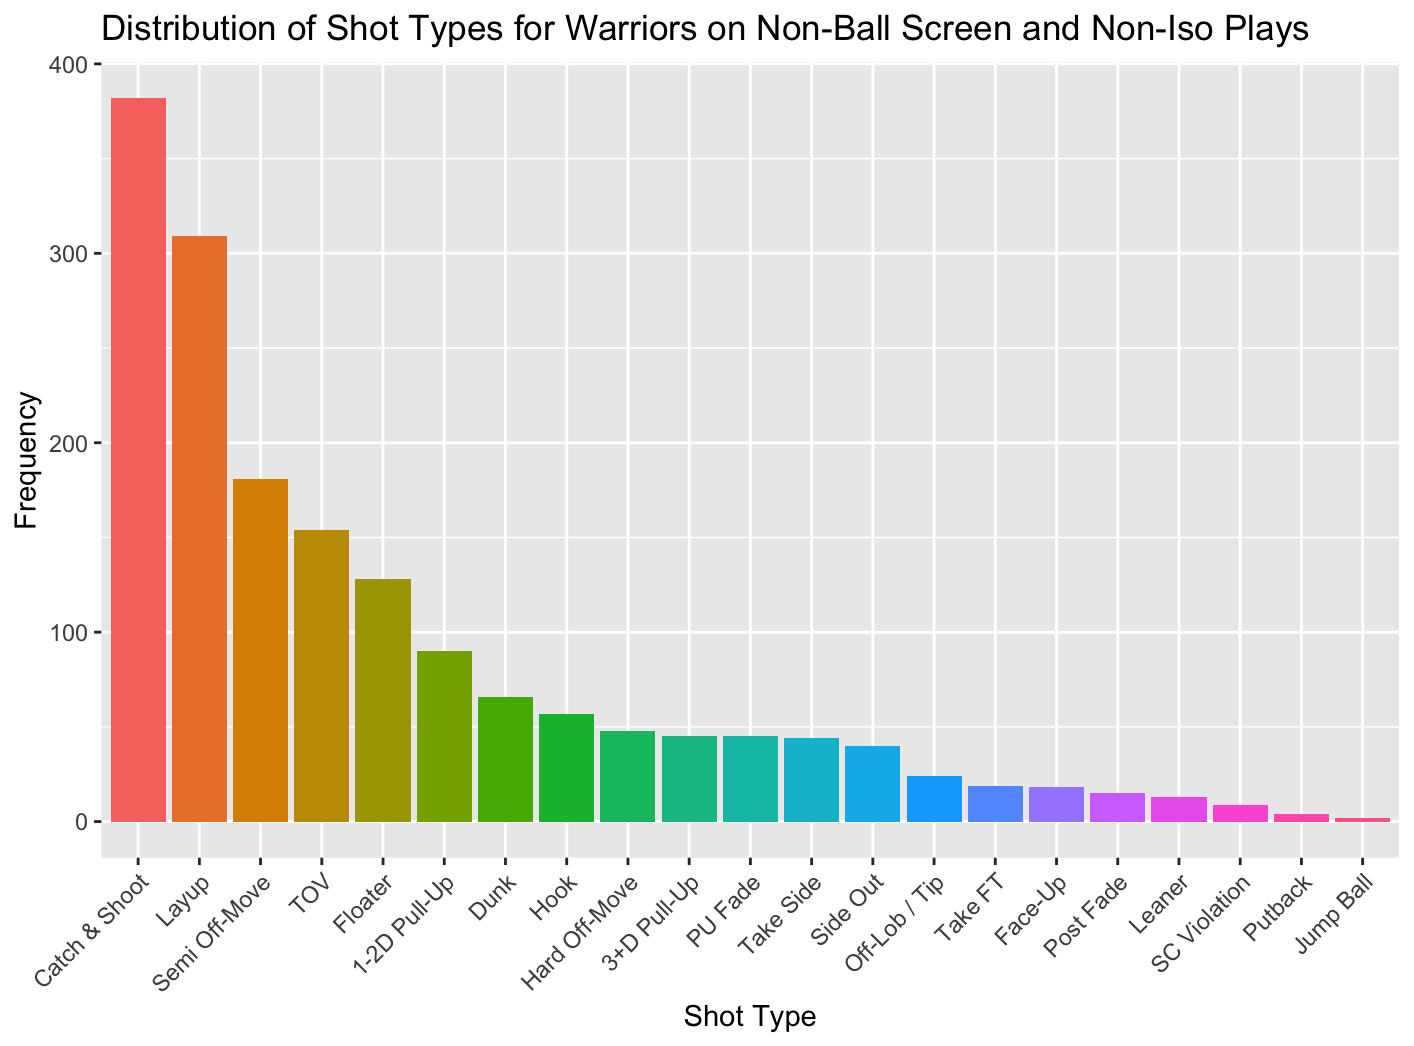 Distribution of Shot Types for Warriors on Non-Ball Screen and Non-Iso Plays
400
300
200
100
0
Frequency
Catch & Shoot
Layup
Semi Off-Move
TOV
Floater
1-2D Pull-Up
Dunk
Hook
Hard Off-Move
3+D Pull-Up
PU Fade
Take Side
Side Out
Off-Lob / Tip
Take FT
Face-Up
Post Fade
Leaner
SC Violation
Putback
Jump Ball
Shot Type